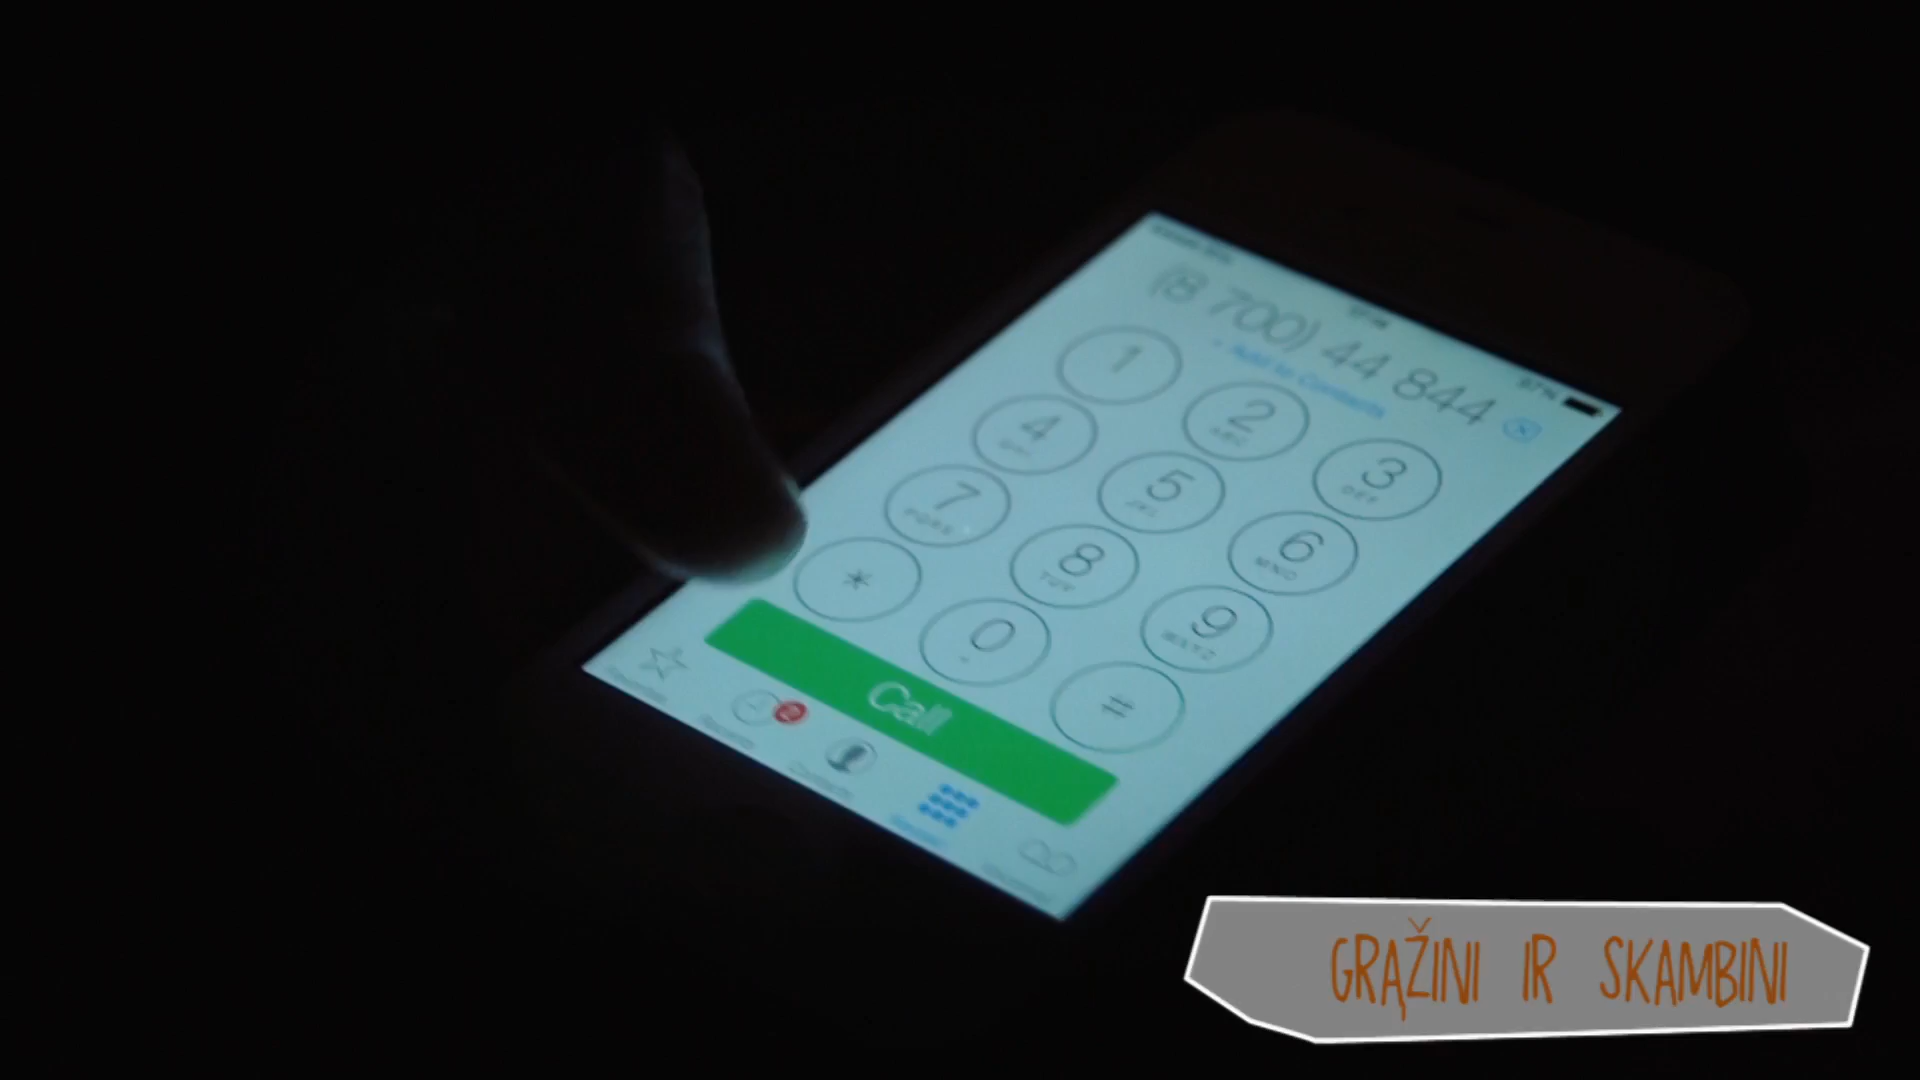 (8 700) 44 844
+ Add to Contacts
97%
1
2
ABC
3
DEF
4
GHI
5
JKL
6
MNO
7
PQRS
8
TUV
9
WXYZ
*
0
+
#
Call
GRĄŽINI IR SKAMBINI